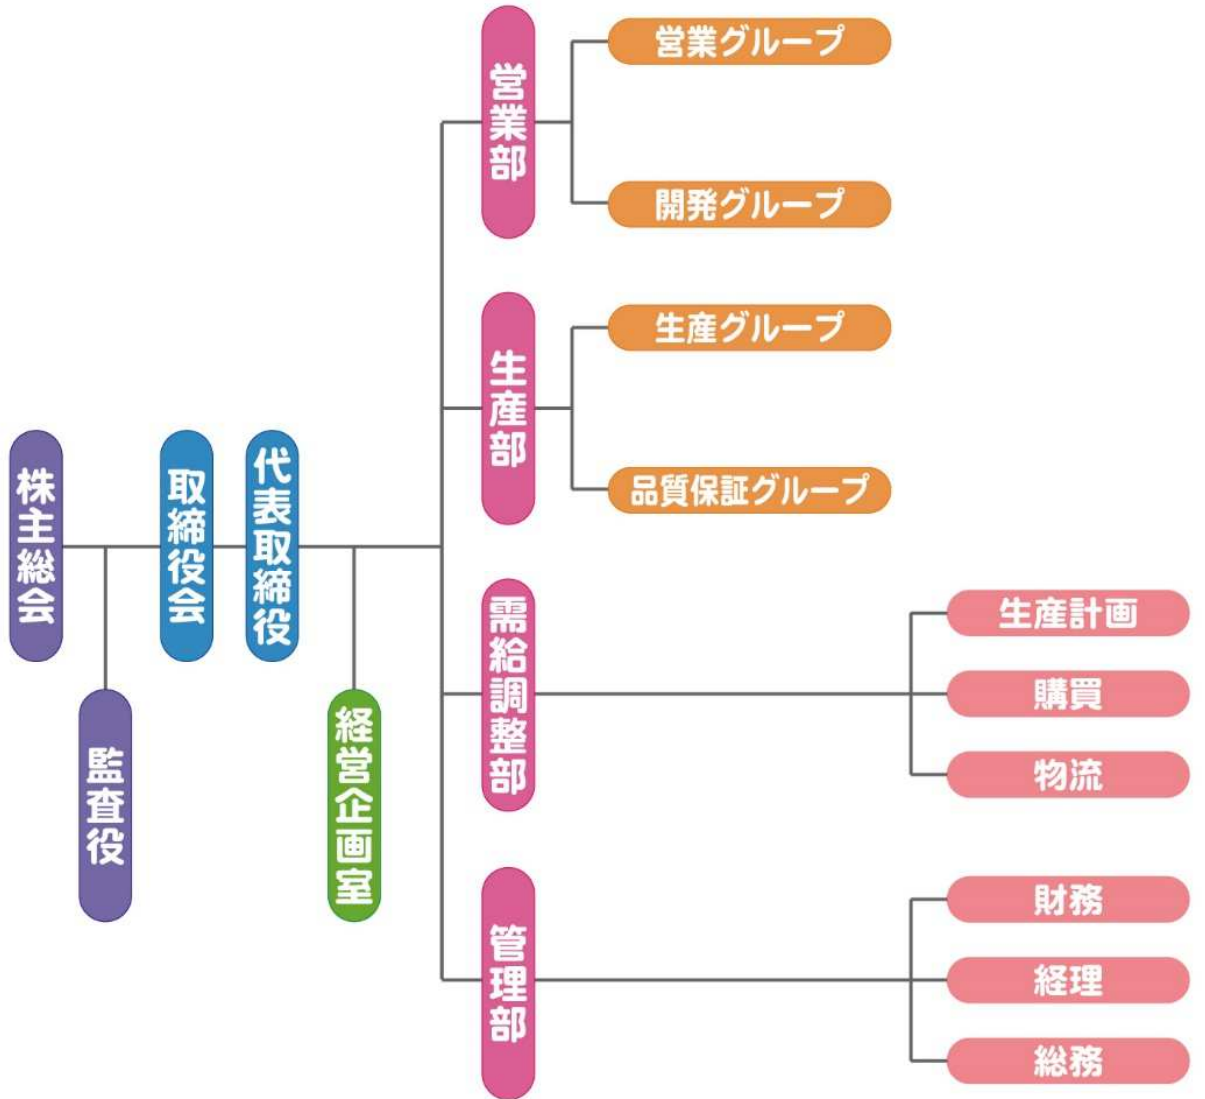 株主総会
監査役
取締役会
代表取締役
経営企画室
営業部
営業グループ
開発グループ
生産部
生産グループ
品質保証グループ
需給調整部
生産計画
購買
物流
管理部
財務
経理
総務